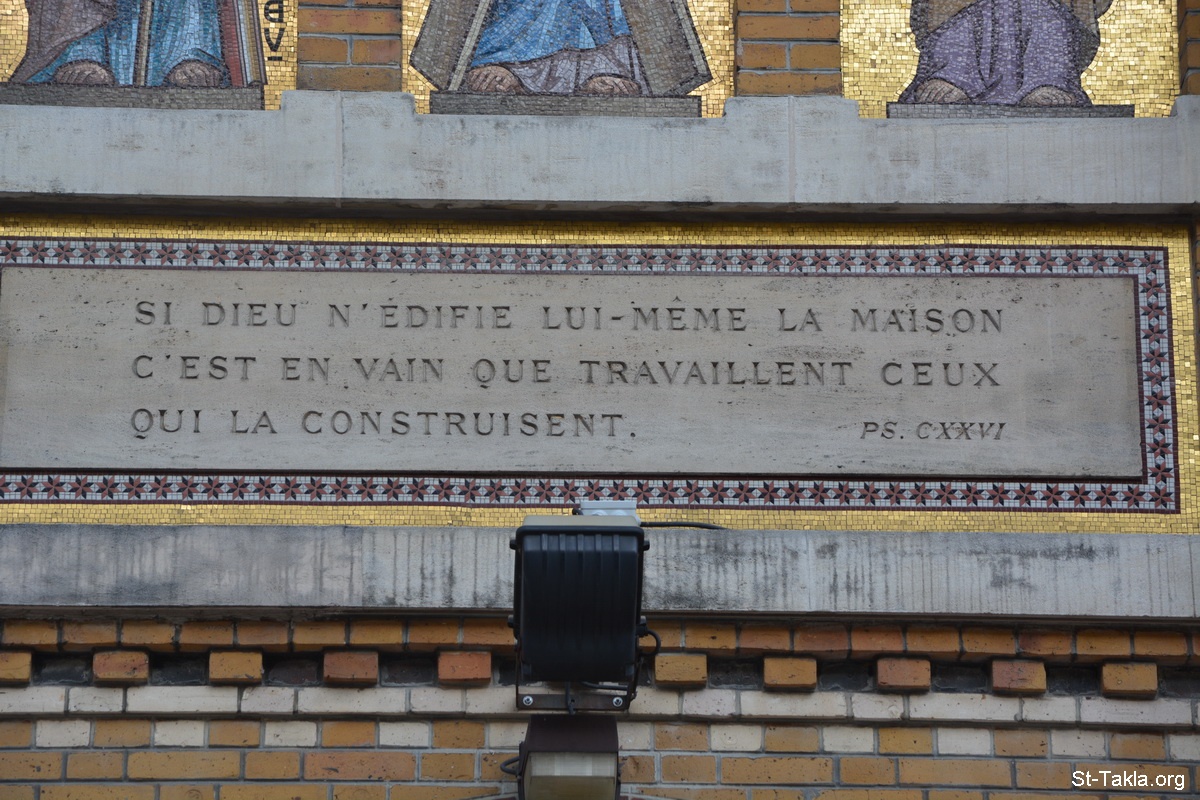 AVI
SI DIEU N'ÉDIFIE LUI-MÊME LA MAISON
C'EST EN VAIN QUE TRAVAILLENT CEUX
QUI LA CONSTRUISENT.
PS. CXXVI
St-Takla.org